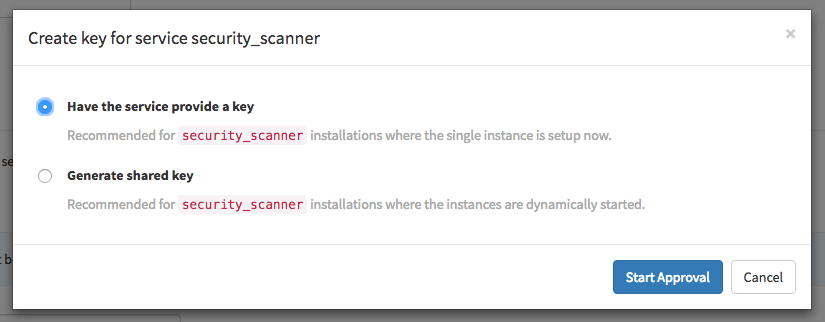 Create key for service security_scanner
×
Have the service provide a key
Recommended for security_scanner installations where the single instance is setup now.
se
Generate shared key
Recommended for security_scanner installations where the instances are dynamically started.
Start Approval
Cancel